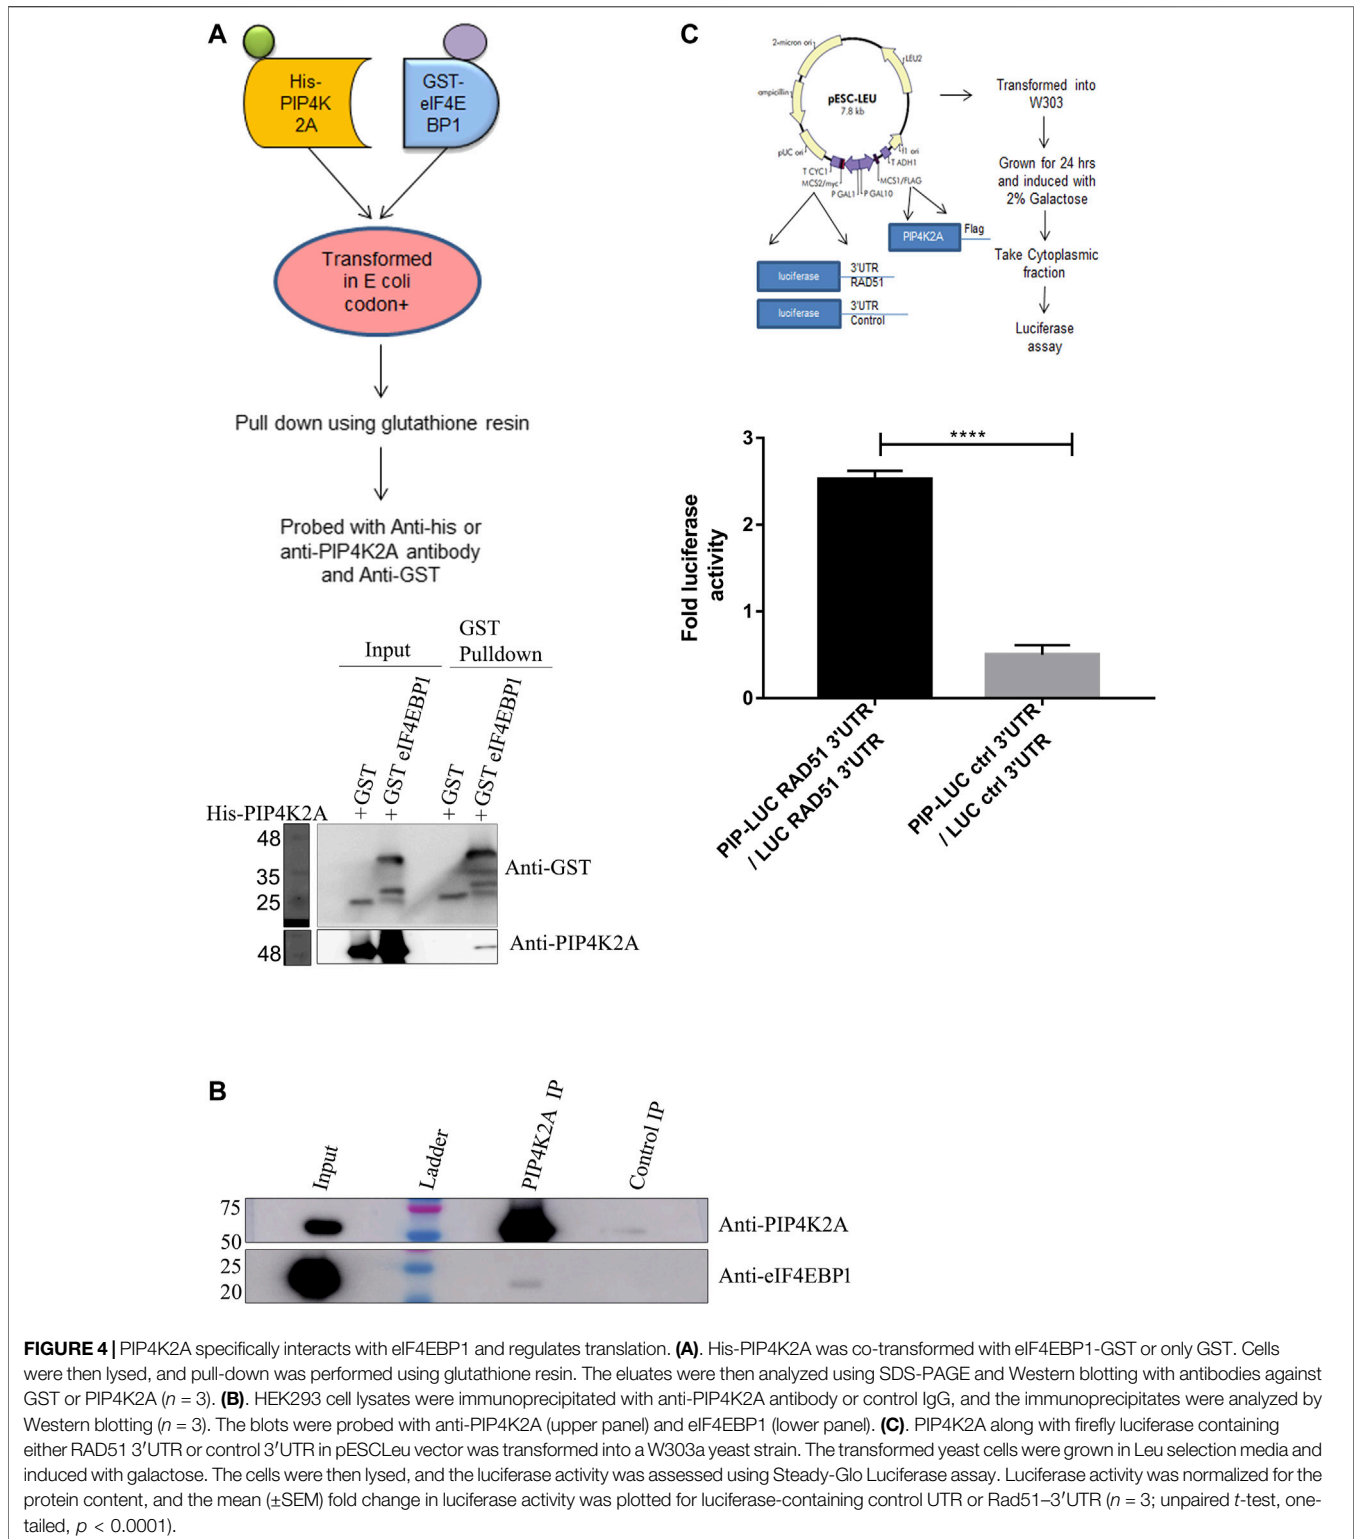 A
His-
PIP4K
2A
GST-
eIF4E
BP1
Transformed
in E coli
codon+
Pull down using glutathione resin
Probed with Anti-his or
anti-PIP4K2A antibody
and Anti-GST
Input
GST
Pulldown
GST
GST eIF4EBP1
GST
GST eIF4EBP1
His-PIP4K2A + + + +
48
35
25
Anti-GST
48
Anti-PIP4K2A
B
Input
Ladder
PIP4K2A IP
Control IP
75
50
Anti-PIP4K2A
25
20
Anti-eIF4EBP1
C
2-micron ori
LEU2
ampicillin
pESC-LEU
7.8 kb
pUC ori
f1 ori
T CYC1
T ADH1
MCS2/myc
MCS1/FLAG
P GAL1
P GAL10
PIP4K2A
Flag
luciferase
3'UTR
RAD51
luciferase
3'UTR
Control
Transformed into
W303
Grown for 24 hrs
and induced with
2% Galactose
Take Cytoplasmic
fraction
Luciferase
assay
Fold luciferase
activity
3
2
1
0
****
PIP-LUC RAD51 3'UTR
/ LUC RAD51 3'UTR
PIP-LUC ctrl 3'UTR
/ LUC ctrl 3'UTR
FIGURE 4 | PIP4K2A specifically interacts with eIF4EBP1 and regulates translation. (A). His-PIP4K2A was co-transformed with eIF4EBP1-GST or only GST. Cells
were then lysed, and pull-down was performed using glutathione resin. The eluates were then analyzed using SDS-PAGE and Western blotting with antibodies against
GST or PIP4K2A (n = 3). (B). HEK293 cell lysates were immunoprecipitated with anti-PIP4K2A antibody or control IgG, and the immunoprecipitates were analyzed by
Western blotting (n = 3). The blots were probed with anti-PIP4K2A (upper panel) and eIF4EBP1 (lower panel). (C). PIP4K2A along with firefly luciferase containing
either RAD51 3′UTR or control 3′UTR in pESCLeu vector was transformed into a W303a yeast strain. The transformed yeast cells were grown in Leu selection media and
induced with galactose. The cells were then lysed, and the luciferase activity was assessed using Steady-Glo Luciferase assay. Luciferase activity was normalized for the
protein content, and the mean (±SEM) fold change in luciferase activity was plotted for luciferase-containing control UTR or Rad51–3′UTR (n = 3; unpaired t-test, one-
tailed, p < 0.0001).